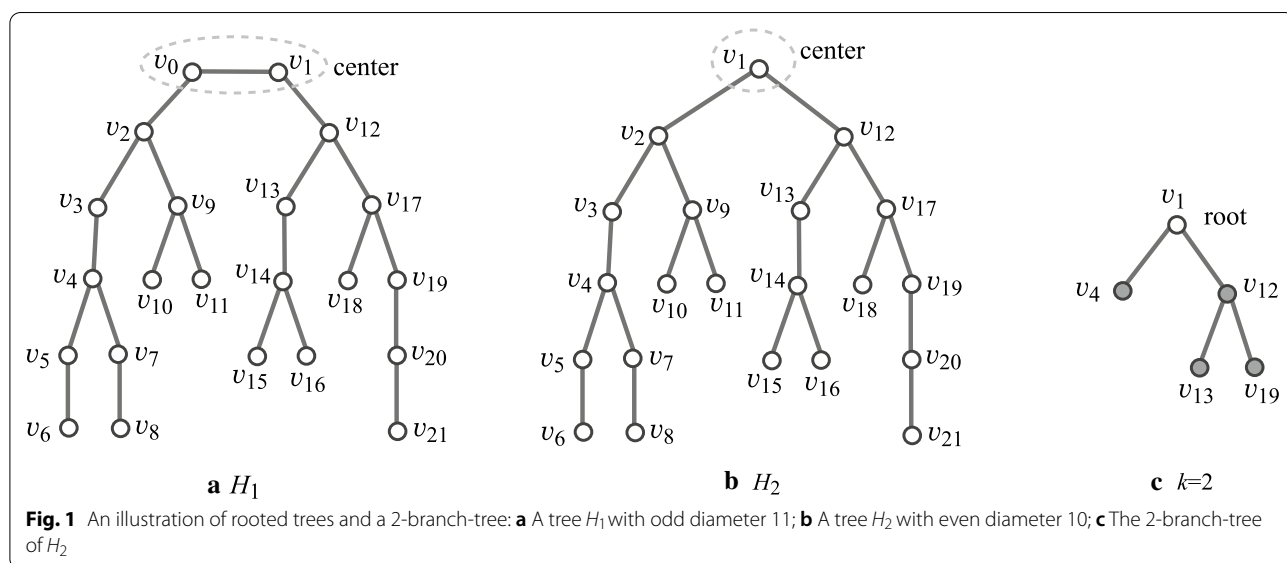 v0 v1 center
v2 v12
v3 v9 v13 v17
v4 v10 v11 v14 v18 v19
v5 v7 v15 v16 v20
v6 v8 v21
a H1
v1 center
v2 v12
v3 v9 v13 v17
v4 v10 v11 v14 v18 v19
v5 v7 v15 v16 v20
v6 v8 v21
b H2
v1 root
v4 v12
v13 v19
c k=2
Fig. 1 An illustration of rooted trees and a 2-branch-tree: a A tree H1 with odd diameter 11; b A tree H2 with even diameter 10; c The 2-branch-tree
of H2